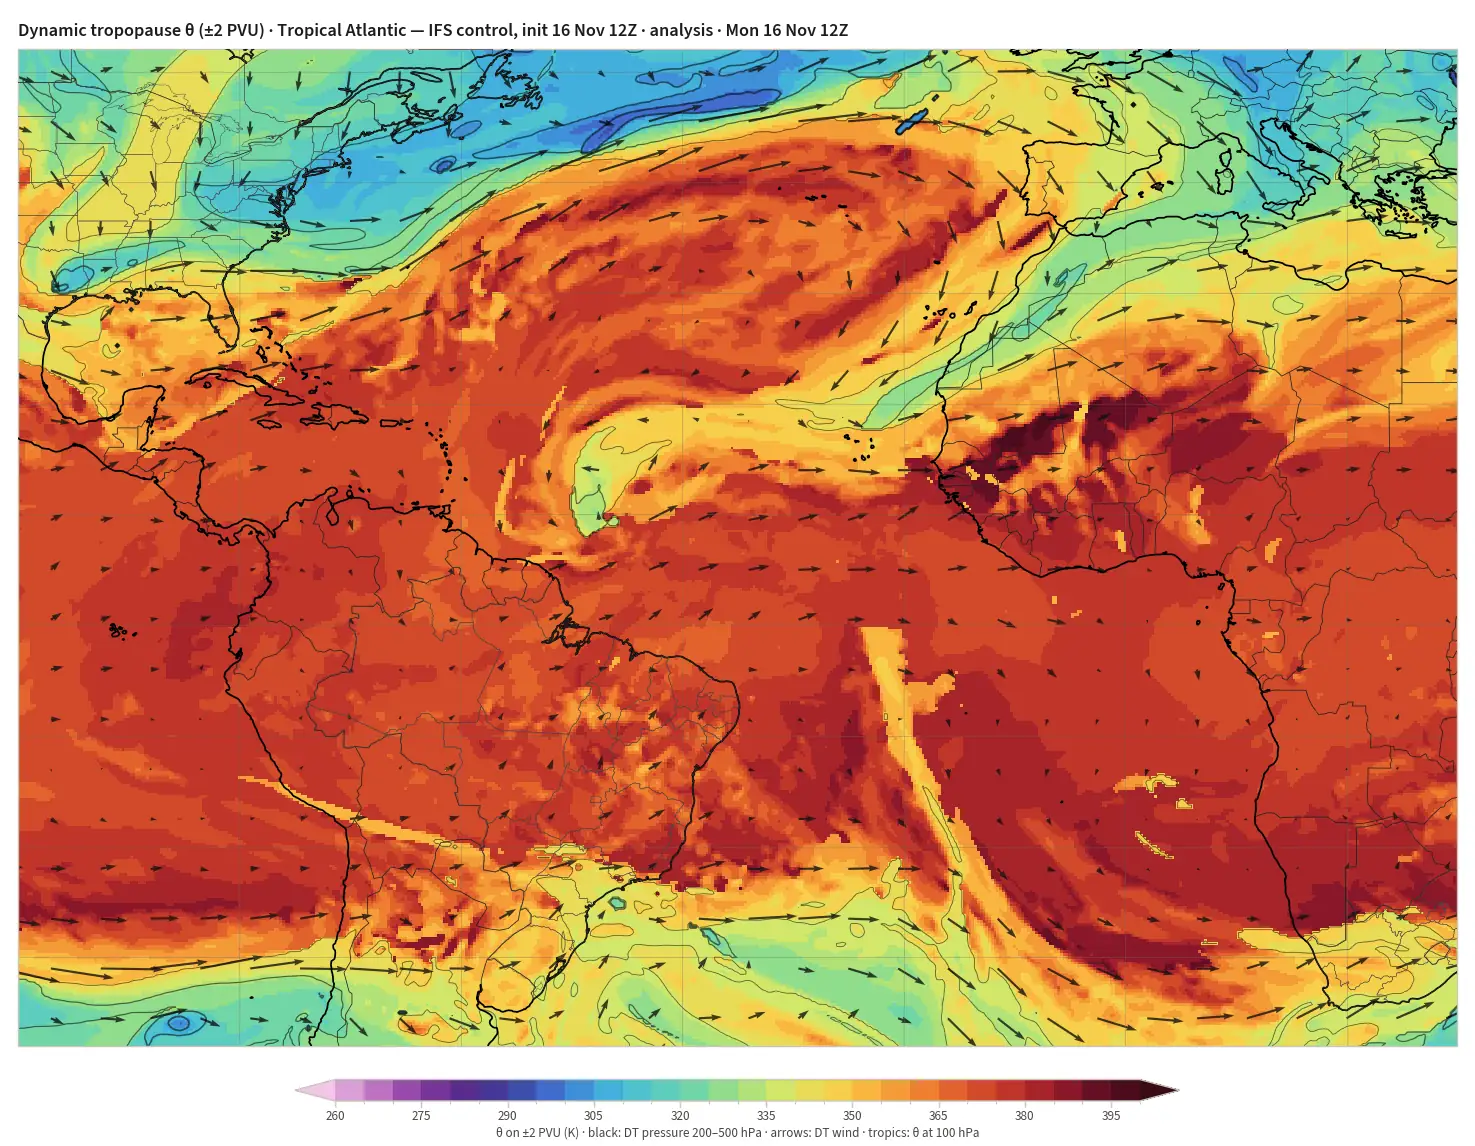 Dynamic tropopause θ (±2 PVU) · Tropical Atlantic — IFS control, init 16 Nov 12Z · analysis · Mon 16 Nov 12Z
260 275 290 305 320 335 350 365 380 395
θ on ±2 PVU (K) · black: DT pressure 200–500 hPa · arrows: DT wind · tropics: θ at 100 hPa